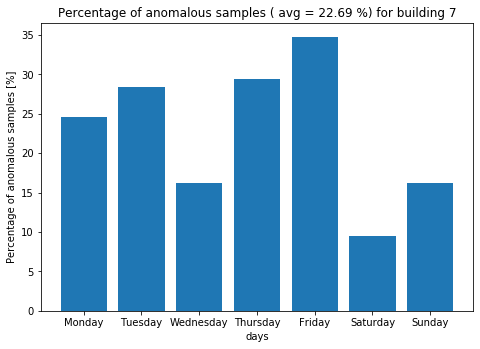 Percentage of anomalous samples ( avg = 22.69 %) for building 7
Percentage of anomalous samples [%]
35
30
25
20
15
10
5
0
Monday Tuesday Wednesday Thursday Friday Saturday Sunday
days